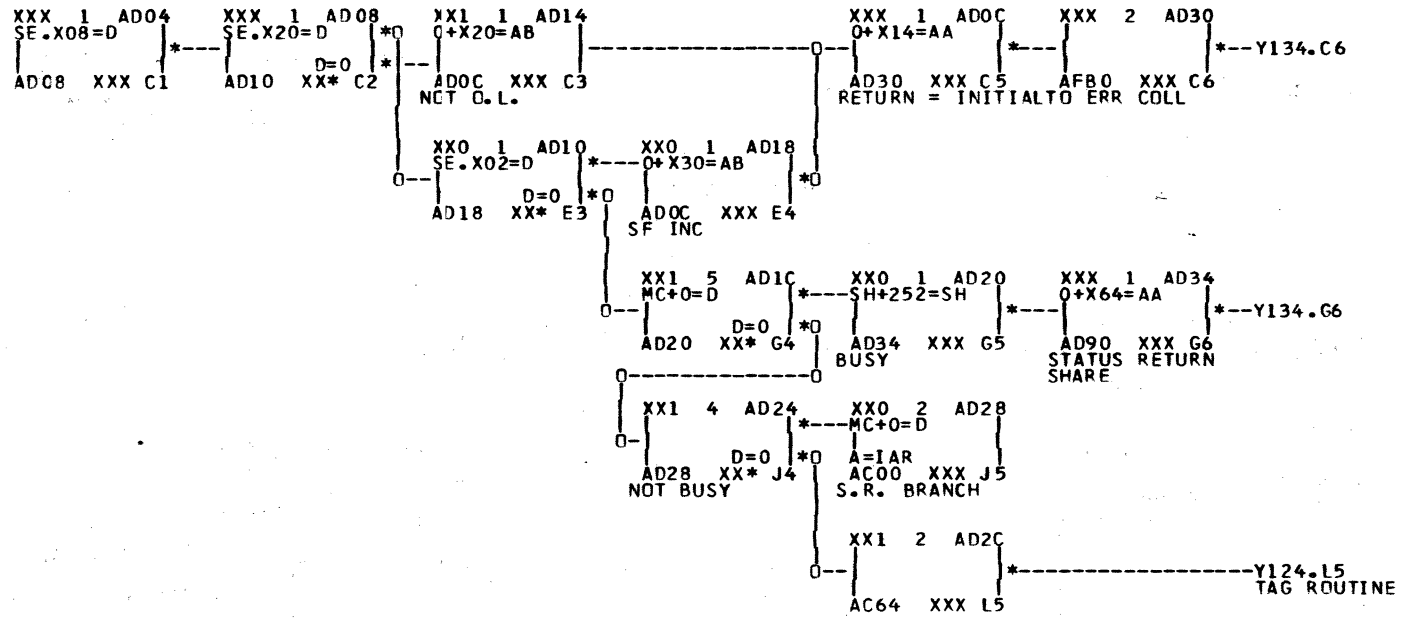 XXX 1 AD04 XXX 1 AD08 XX1 1 AD14 XXX 1 AD0C XXX 2 AD30
SE.X08=D *--- SE.X20=D *O O+X20=AB O+X14=AA *--- *--Y134.C6
D=0 *
AD08 XXX C1 AD10 XX* C2 AD0C XXX C3 AD30 XXX C5 AFB0 XXX C6
NOT O.L. RETURN = INITIAL TO ERR COLL
XX0 1 AD10 XX0 1 AD18
SE.X02=D *--- O+X30=AB
D=0 *O *O
AD18 XX* E3 AD0C XXX E4
SF INC
XX1 5 AD1C XX0 1 AD20 XXX 1 AD34
MC+0=D *--- SH+252=SH *--- O+X64=AA *--Y134.G6
D=0 *O
AD20 XX* G4 AD34 XXX G5 AD90 XXX G6
BUSY STATUS RETURN
SHARE
XX1 4 AD24 XX0 2 AD28
*--- MC+0=D
D=0 *O A=IAR
AD28 XX* J4 AC00 XXX J5
NOT BUSY S.R. BRANCH
XX1 2 AD2C
*--- Y124.L5
TAG ROUTINE
AC64 XXX L5